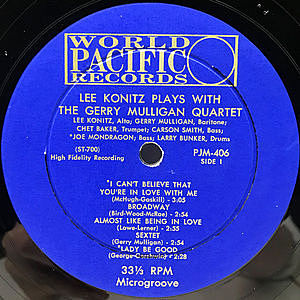 WORLD
PACIFIC
RECORDS
LEE KONITZ PLAYS WITH
THE GERRY MULLIGAN QUARTET
LEE KONITZ, Alto; GERRY MULLIGAN, Baritone;
CHET BAKER, Trumpet; CARSON SMITH, Bass;
*JOE MONDRAGON; Bass; LARRY BUNKER, Drums
(ST-700)
High Fidelity Recording
PJM-406
SIDE 1
*I CAN'T BELIEVE THAT
YOU'RE IN LOVE WITH ME
(McHugh-Gaskill) - 3:05
BROADWAY
(Bird-Wood-McRae) - 2:55
ALMOST LIKE BEING IN LOVE
(Lowe-Lerner) - 2:55
SEXTET
(Gerry Mulligan) - 2:55
*LADY BE GOOD
(George-Gershwin) - 2:28
33⅓ RPM
Microgroove